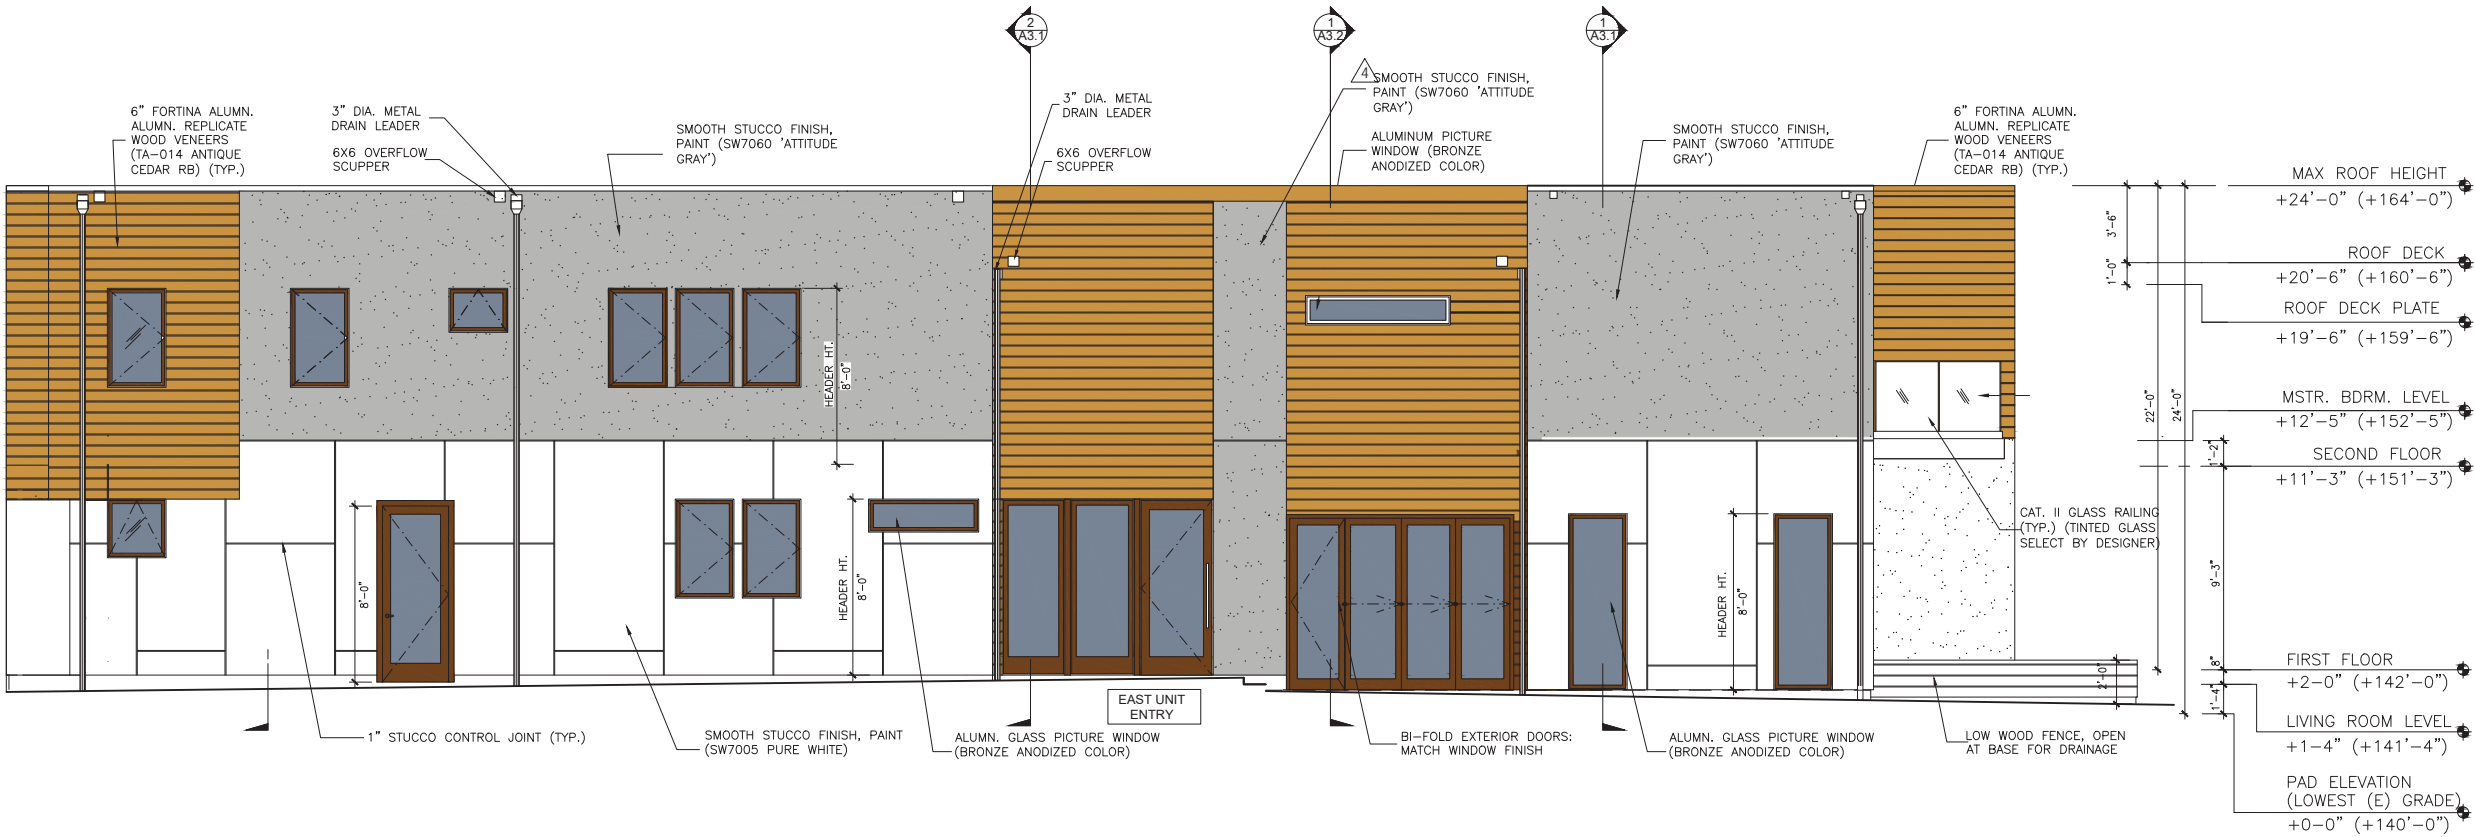 2
A3.1
1
A3.2
1
A3.1
6" FORTINA ALUMN.
ALUMN. REPLICATE
WOOD VENEERS
(TA-014 ANTIQUE
CEDAR RB) (TYP.)
3" DIA. METAL
DRAIN LEADER
6X6 OVERFLOW
SCUPPER
SMOOTH STUCCO FINISH,
PAINT (SW7060 'ATTITUDE
GRAY')
3" DIA. METAL
DRAIN LEADER
6X6 OVERFLOW
SCUPPER
4
SMOOTH STUCCO FINISH,
PAINT (SW7060 'ATTITUDE
GRAY')
ALUMINUM PICTURE
WINDOW (BRONZE
ANODIZED COLOR)
SMOOTH STUCCO FINISH,
PAINT (SW7060 'ATTITUDE
GRAY')
6" FORTINA ALUMN.
ALUMN. REPLICATE
WOOD VENEERS
(TA-014 ANTIQUE
CEDAR RB) (TYP.)
MAX ROOF HEIGHT
+24'-0" (+164'-0")
3'-6"
ROOF DECK
+20'-6" (+160'-6")
1'-0"
ROOF DECK PLATE
+19'-6" (+159'-6")
22'-0"
24'-0"
MSTR. BDRM. LEVEL
+12'-5" (+152'-5")
1'-2"
SECOND FLOOR
+11'-3" (+151'-3")
HEADER HT.
8'-0"
8'-0"
HEADER HT.
8'-0"
HEADER HT.
8'-0"
CAT. II GLASS RAILING
(TYP.) (TINTED GLASS
SELECT BY DESIGNER)
9'-3"
FIRST FLOOR
+2-0" (+142'-0")
8"
2'-0"
1'-4"
LIVING ROOM LEVEL
+1-4" (+141'-4")
PAD ELEVATION
(LOWEST (E) GRADE)
+0-0" (+140'-0")
1" STUCCO CONTROL JOINT (TYP.)
SMOOTH STUCCO FINISH, PAINT
(SW7005 PURE WHITE)
ALUMN. GLASS PICTURE WINDOW
(BRONZE ANODIZED COLOR)
EAST UNIT
ENTRY
BI-FOLD EXTERIOR DOORS:
MATCH WINDOW FINISH
ALUMN. GLASS PICTURE WINDOW
(BRONZE ANODIZED COLOR)
LOW WOOD FENCE, OPEN
AT BASE FOR DRAINAGE